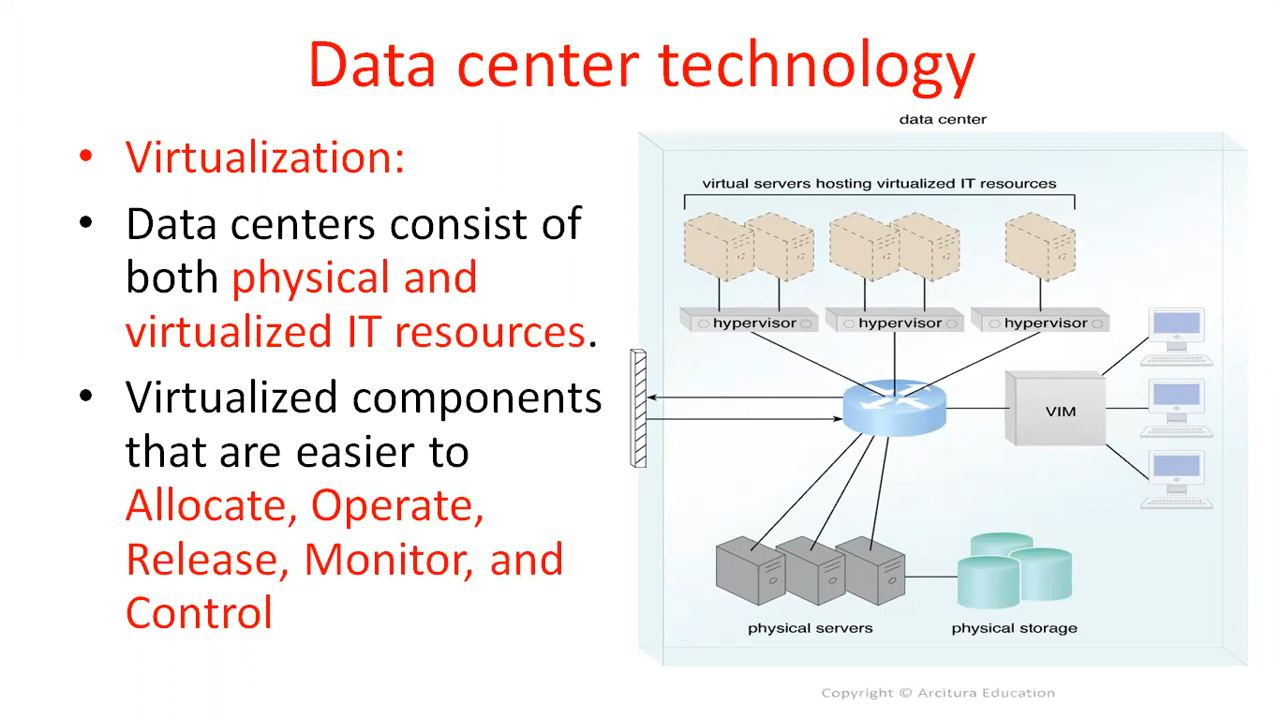 Data center technology
• Virtualization:
• Data centers consist of
both physical and
virtualized IT resources.
• Virtualized components
that are easier to
Allocate, Operate,
Release, Monitor, and
Control
data center
virtual servers hosting virtualized IT resources
hypervisor
hypervisor
hypervisor
VIM
physical servers
physical storage
Copyright © Arcitura Education